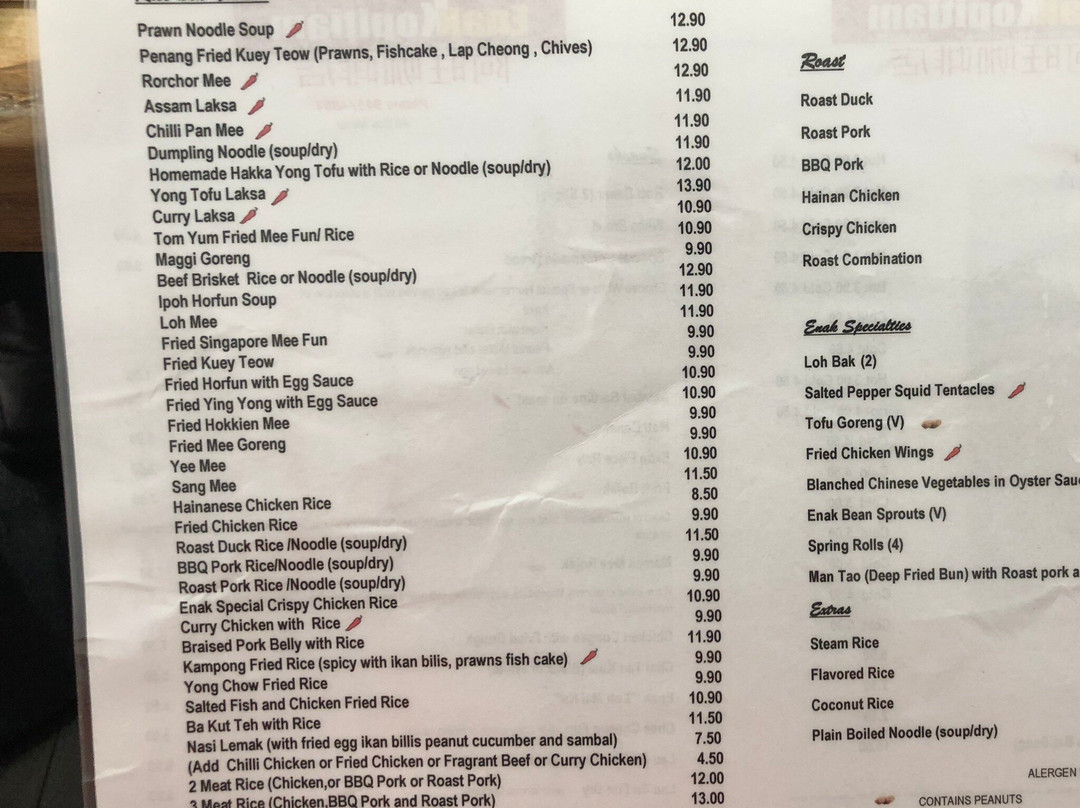 Prawn Noodle Soup 12.90
Penang Fried Kuey Teow (Prawns, Fishcake , Lap Cheong , Chives) 12.90
Rorchor Mee 12.90
Assam Laksa 11.90
Chilli Pan Mee 11.90
Dumpling Noodle (soup/dry) 11.90
Homemade Hakka Yong Tofu with Rice or Noodle (soup/dry) 12.00
Yong Tofu Laksa 13.90
Curry Laksa 10.90
Tom Yum Fried Mee Fun/ Rice 10.90
Maggi Goreng 9.90
Beef Brisket Rice or Noodle (soup/dry) 12.90
Ipoh Horfun Soup 11.90
Loh Mee 11.90
Fried Singapore Mee Fun 9.90
Fried Kuey Teow 9.90
Fried Horfun with Egg Sauce 10.90
Fried Ying Yong with Egg Sauce 10.90
Fried Hokkien Mee 9.90
Fried Mee Goreng 9.90
Yee Mee 10.90
Sang Mee 11.50
Hainanese Chicken Rice 8.50
Fried Chicken Rice 9.90
Roast Duck Rice /Noodle (soup/dry) 11.50
BBQ Pork Rice/Noodle (soup/dry) 9.90
Roast Pork Rice /Noodle (soup/dry) 9.90
Enak Special Crispy Chicken Rice 10.90
Curry Chicken with Rice 9.90
Braised Pork Belly with Rice 11.90
Kampong Fried Rice (spicy with ikan bilis, prawns fish cake) 9.90
Yong Chow Fried Rice 9.90
Salted Fish and Chicken Fried Rice 10.90
Ba Kut Teh with Rice 11.50
Nasi Lemak (with fried egg ikan billis peanut cucumber and sambal) 7.50
(Add Chilli Chicken or Fried Chicken or Fragrant Beef or Curry Chicken) 4.50
2 Meat Rice (Chicken,or BBQ Pork or Roast Pork) 12.00
3 Meat Rice (Chicken,BBQ Pork and Roast Pork) 13.00
Roast
Roast Duck
Roast Pork
BBQ Pork
Hainan Chicken
Crispy Chicken
Roast Combination
Enak Specialties
Loh Bak (2)
Salted Pepper Squid Tentacles
Tofu Goreng (V)
Fried Chicken Wings
Blanched Chinese Vegetables in Oyster Sau
Enak Bean Sprouts (V)
Spring Rolls (4)
Man Tao (Deep Fried Bun) with Roast pork a
Extras
Steam Rice
Flavored Rice
Coconut Rice
Plain Boiled Noodle (soup/dry)
ALERGEN
CONTAINS PEANUTS